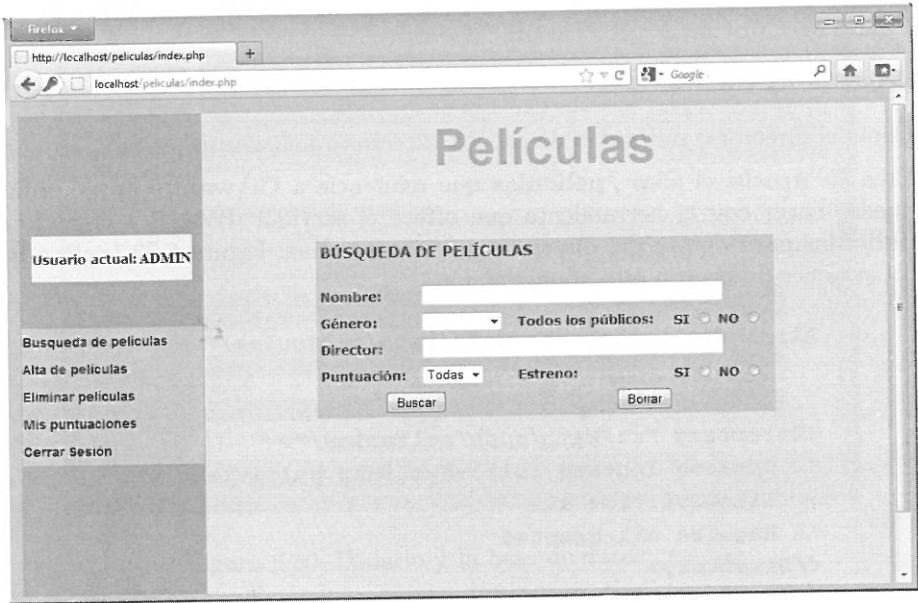 Firefox
http://localhost/peliculas/index.php
+
localhost/peliculas/index.php
Google
Películas
Usuario actual: ADMIN
BÚSQUEDA DE PELÍCULAS
Nombre:
Género:
Todos los públicos: SI NO
Director:
Puntuación: Todas
Estreno: SI NO
Buscar
Borrar
Busqueda de peliculas
Alta de peliculas
Eliminar peliculas
Mis puntuaciones
Cerrar Sesión